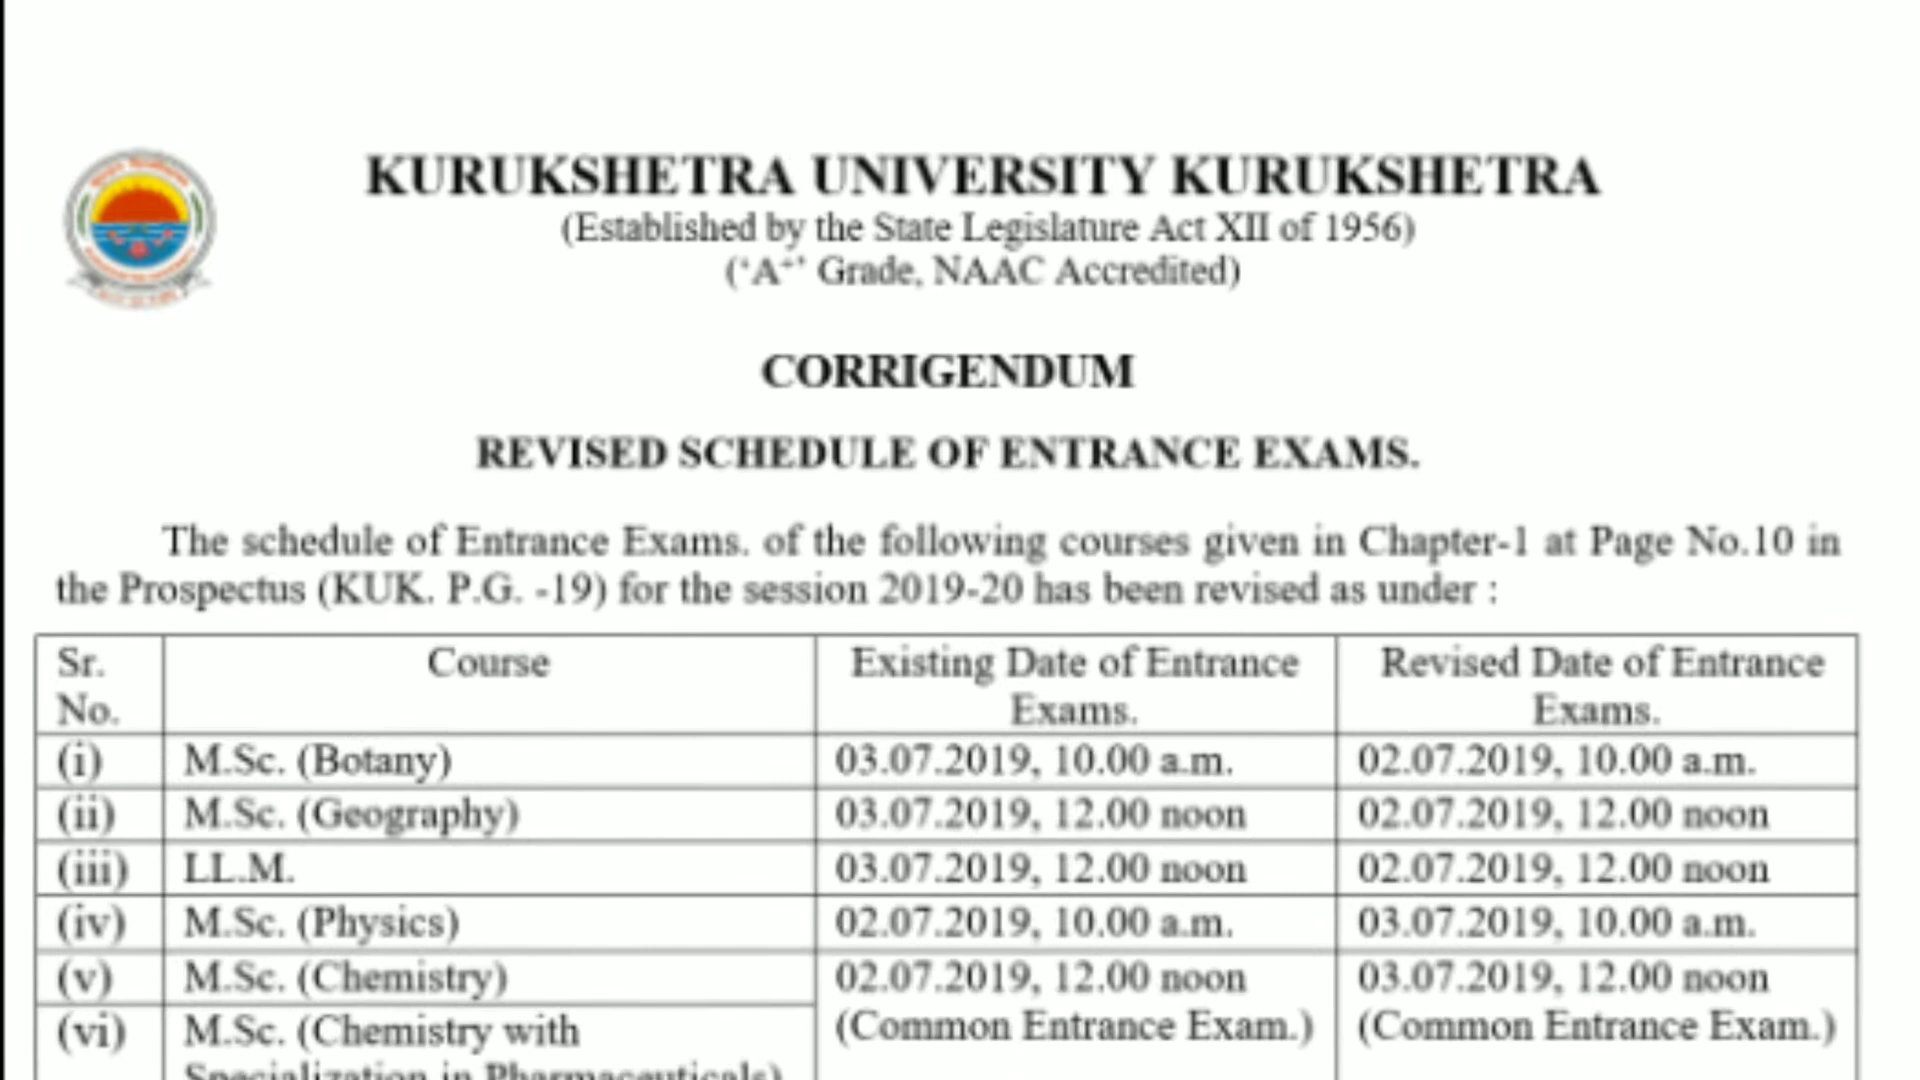 KURUKSHETRA UNIVERSITY KURUKSHETRA
(Established by the State Legislature Act XII of 1956)
(‘A+’ Grade, NAAC Accredited)
CORRIGENDUM
REVISED SCHEDULE OF ENTRANCE EXAMS.
The schedule of Entrance Exams. of the following courses given in Chapter-1 at Page No.10 in
the Prospectus (KUK. P.G. -19) for the session 2019-20 has been revised as under :
Sr. No. Course Existing Date of Entrance Exams. Revised Date of Entrance Exams.
(i) M.Sc. (Botany) 03.07.2019, 10.00 a.m. 02.07.2019, 10.00 a.m.
(ii) M.Sc. (Geography) 03.07.2019, 12.00 noon 02.07.2019, 12.00 noon
(iii) LL.M. 03.07.2019, 12.00 noon 02.07.2019, 12.00 noon
(iv) M.Sc. (Physics) 02.07.2019, 10.00 a.m. 03.07.2019, 10.00 a.m.
(v) M.Sc. (Chemistry) 02.07.2019, 12.00 noon 03.07.2019, 12.00 noon
(vi) M.Sc. (Chemistry with (Common Entrance Exam.) (Common Entrance Exam.)
Specialization in Pharmaceuticals)